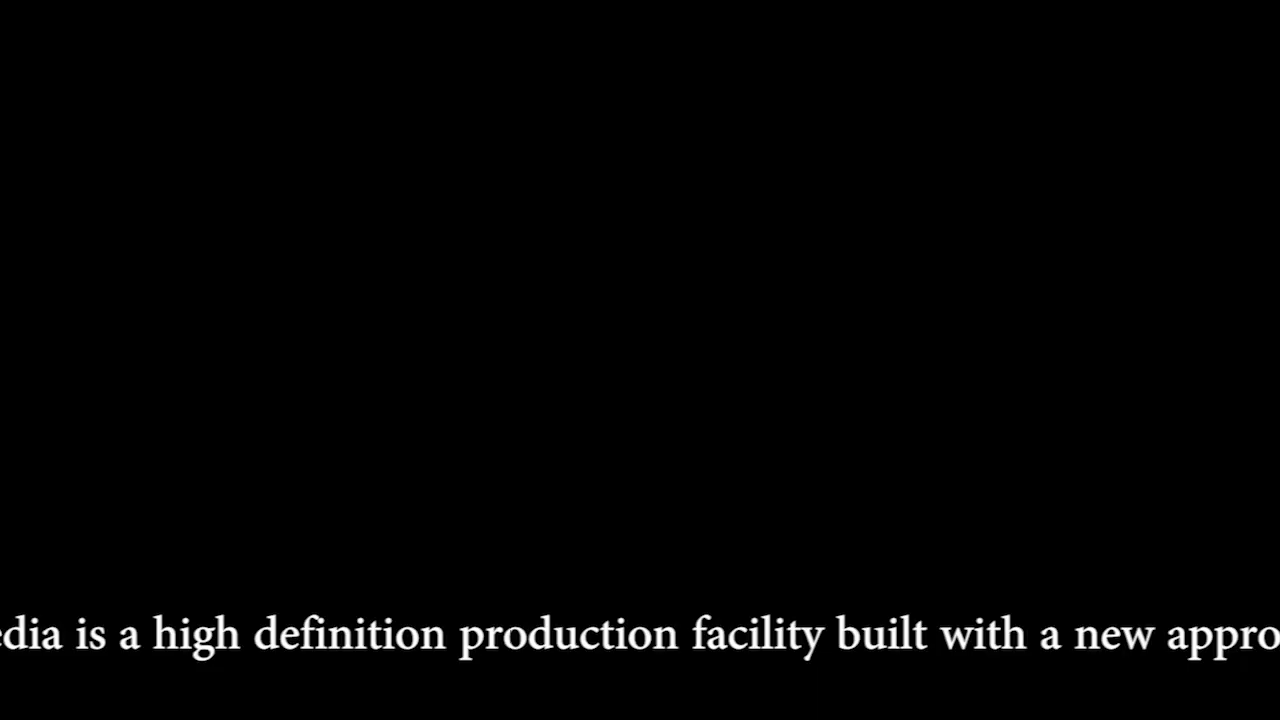 edia is a high definition production facility built with a new appro